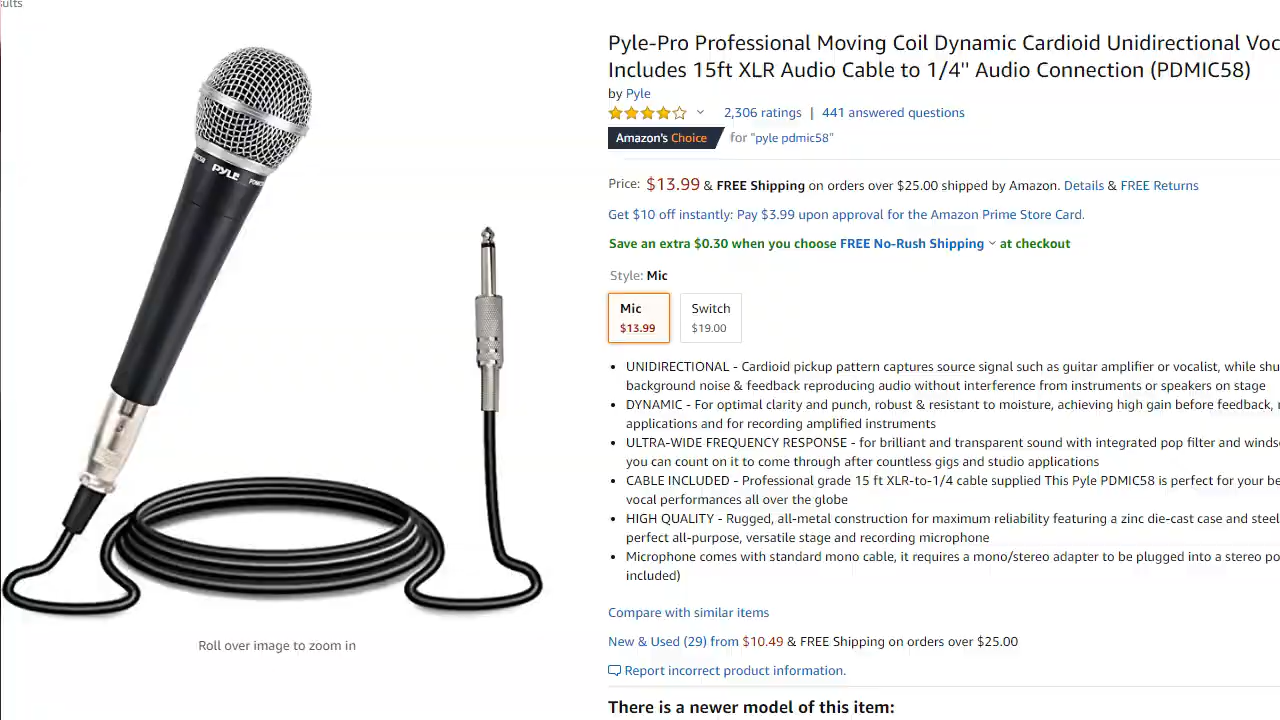 ults
PYLE
Roll over image to zoom in
Pyle-Pro Professional Moving Coil Dynamic Cardioid Unidirectional Voc
Includes 15ft XLR Audio Cable to 1/4'' Audio Connection (PDMIC58)
by Pyle
2,306 ratings | 441 answered questions
Amazon's Choice for "pyle pdmic58"
Price: $13.99 & FREE Shipping on orders over $25.00 shipped by Amazon. Details & FREE Returns
Get $10 off instantly: Pay $3.99 upon approval for the Amazon Prime Store Card.
Save an extra $0.30 when you choose FREE No-Rush Shipping at checkout
Style: Mic
Mic Switch
$13.99 $19.00
• UNIDIRECTIONAL - Cardioid pickup pattern captures source signal such as guitar amplifier or vocalist, while shu
background noise & feedback reproducing audio without interference from instruments or speakers on stage
• DYNAMIC - For optimal clarity and punch, robust & resistant to moisture, achieving high gain before feedback,
applications and for recording amplified instruments
• ULTRA-WIDE FREQUENCY RESPONSE - for brilliant and transparent sound with integrated pop filter and winds
you can count on it to come through after countless gigs and studio applications
• CABLE INCLUDED - Professional grade 15 ft XLR-to-1/4 cable supplied This Pyle PDMIC58 is perfect for your be
vocal performances all over the globe
• HIGH QUALITY - Rugged, all-metal construction for maximum reliability featuring a zinc die-cast case and steel
perfect all-purpose, versatile stage and recording microphone
• Microphone comes with standard mono cable, it requires a mono/stereo adapter to be plugged into a stereo po
included)
Compare with similar items
New & Used (29) from $10.49 & FREE Shipping on orders over $25.00
Report incorrect product information.
There is a newer model of this item: